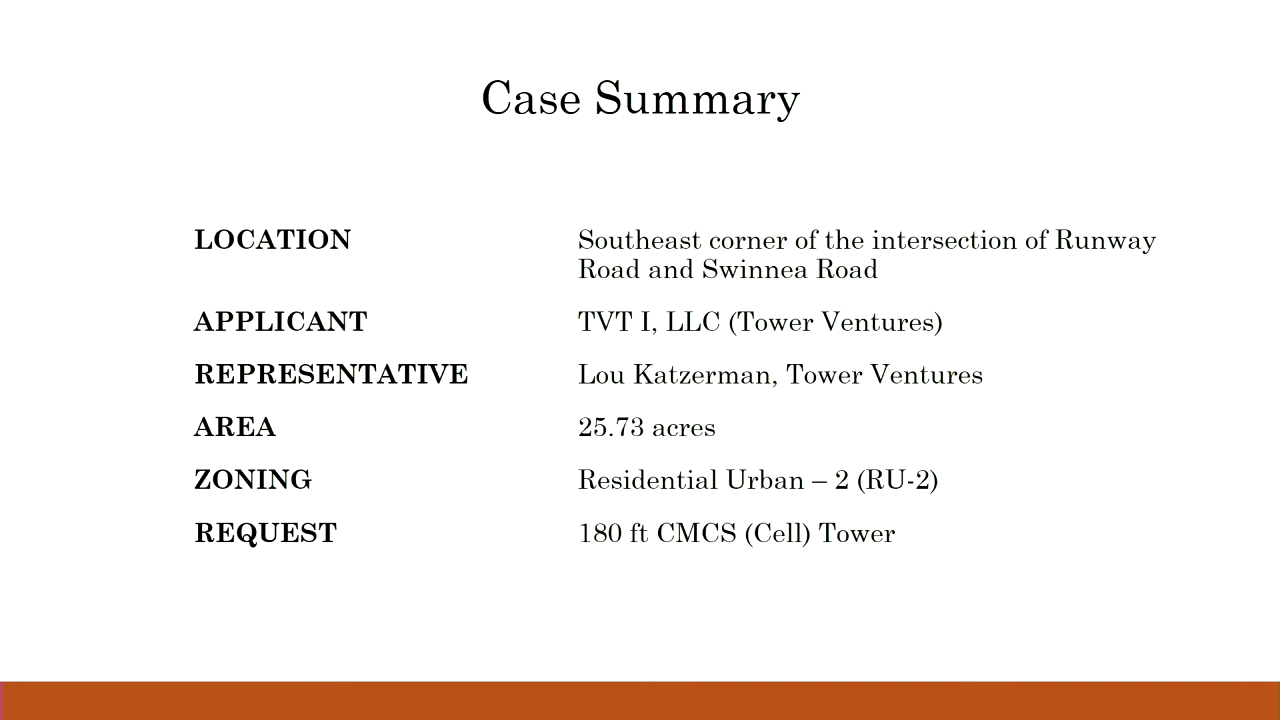 Case Summary
LOCATION Southeast corner of the intersection of Runway
Road and Swinnea Road
APPLICANT TVT I, LLC (Tower Ventures)
REPRESENTATIVE Lou Katzerman, Tower Ventures
AREA 25.73 acres
ZONING Residential Urban – 2 (RU-2)
REQUEST 180 ft CMCS (Cell) Tower